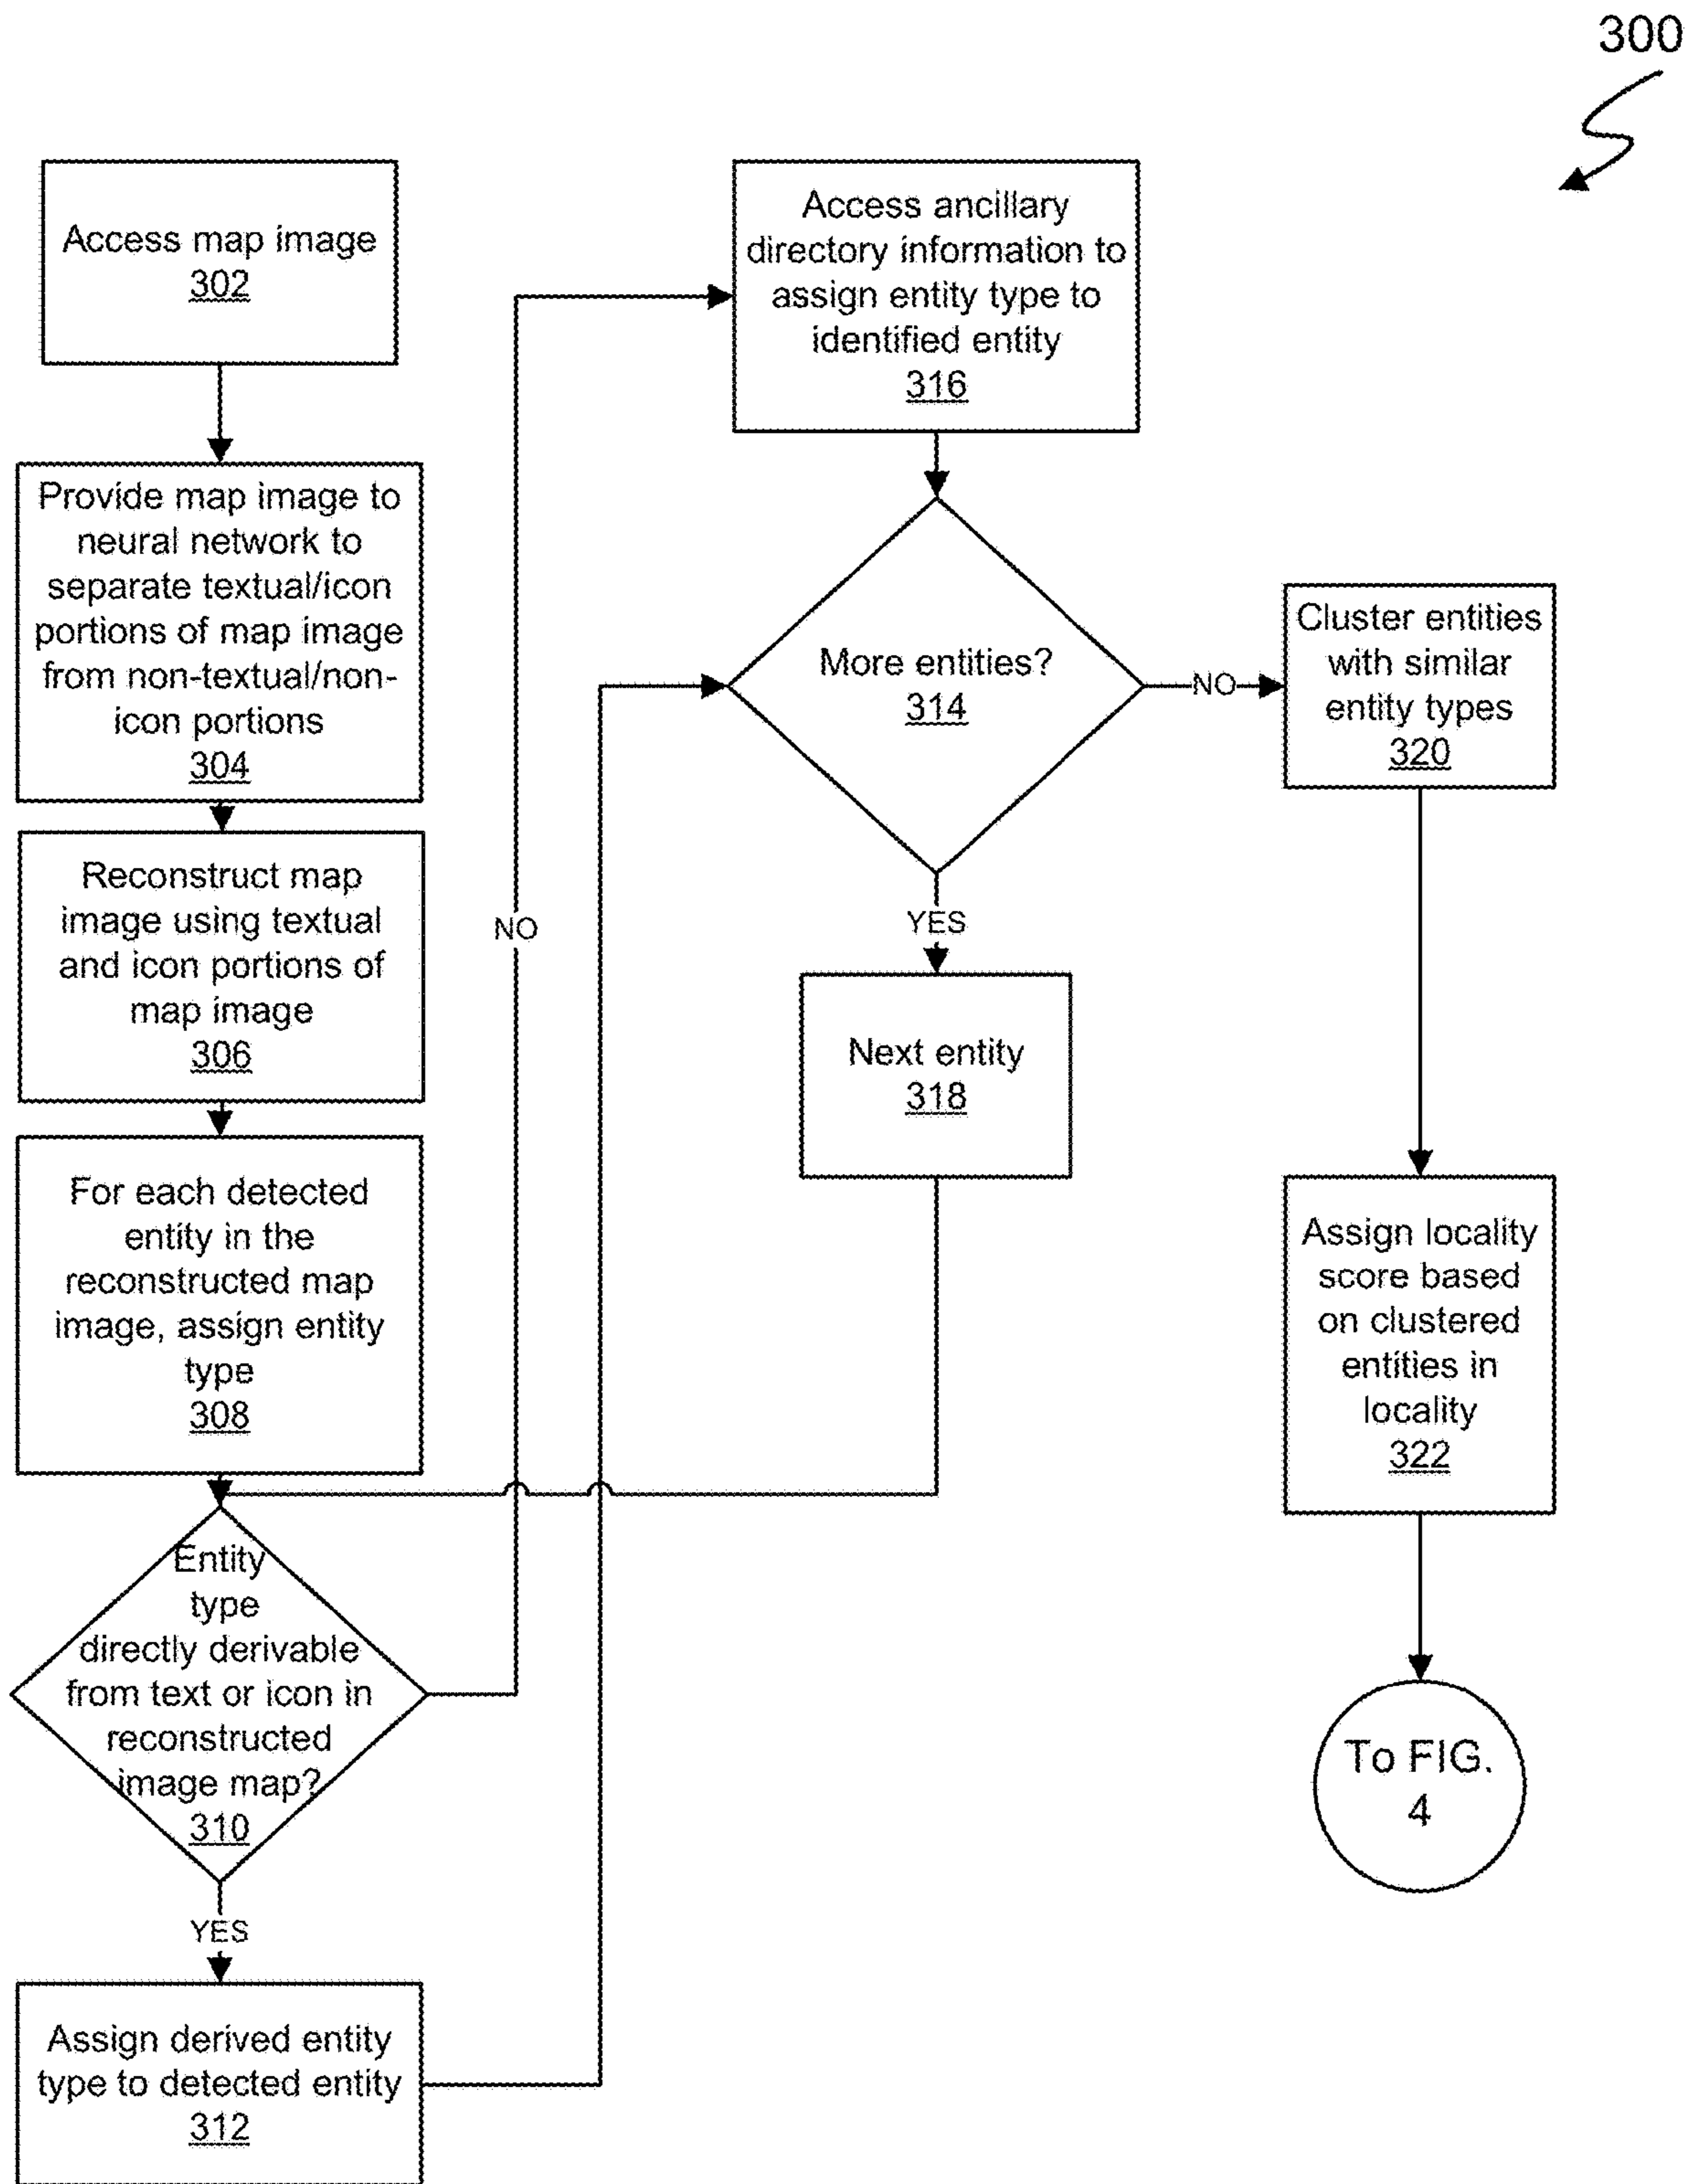 300
Access map image
302
Provide map image to
neural network to
separate textual/icon
portions of map image
from non-textual/non-
icon portions
304
Reconstruct map
image using textual
and icon portions of
map image
306
For each detected
entity in the
reconstructed map
image, assign entity
type
308
Entity
type
directly derivable
from text or icon in
reconstructed
image map?
310
YES
Assign derived entity
type to detected entity
312
NO
Access ancillary
directory information to
assign entity type to
identified entity
316
More entities?
314
YES
Next entity
318
NO
Cluster entities
with similar
entity types
320
Assign locality
score based
on clustered
entities in
locality
322
To FIG.
4